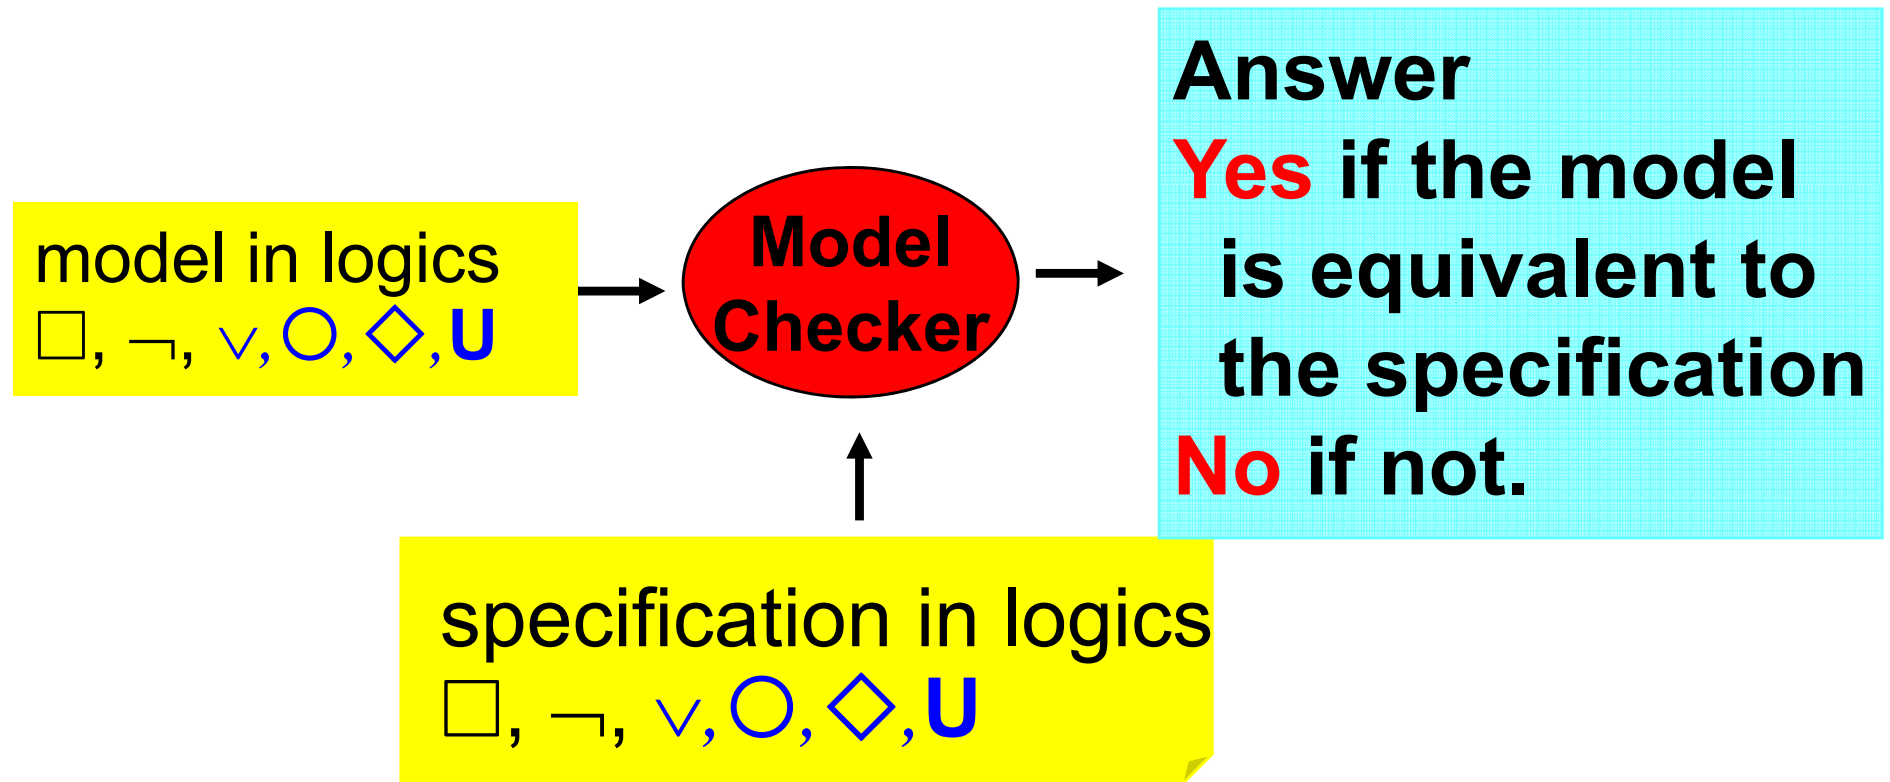 model in logics
□, ¬, ∨, ○, ◇, U
Model
Checker
Answer
Yes if the model
is equivalent to
the specification
No if not.
specification in logics
□, ¬, ∨, ○, ◇, U